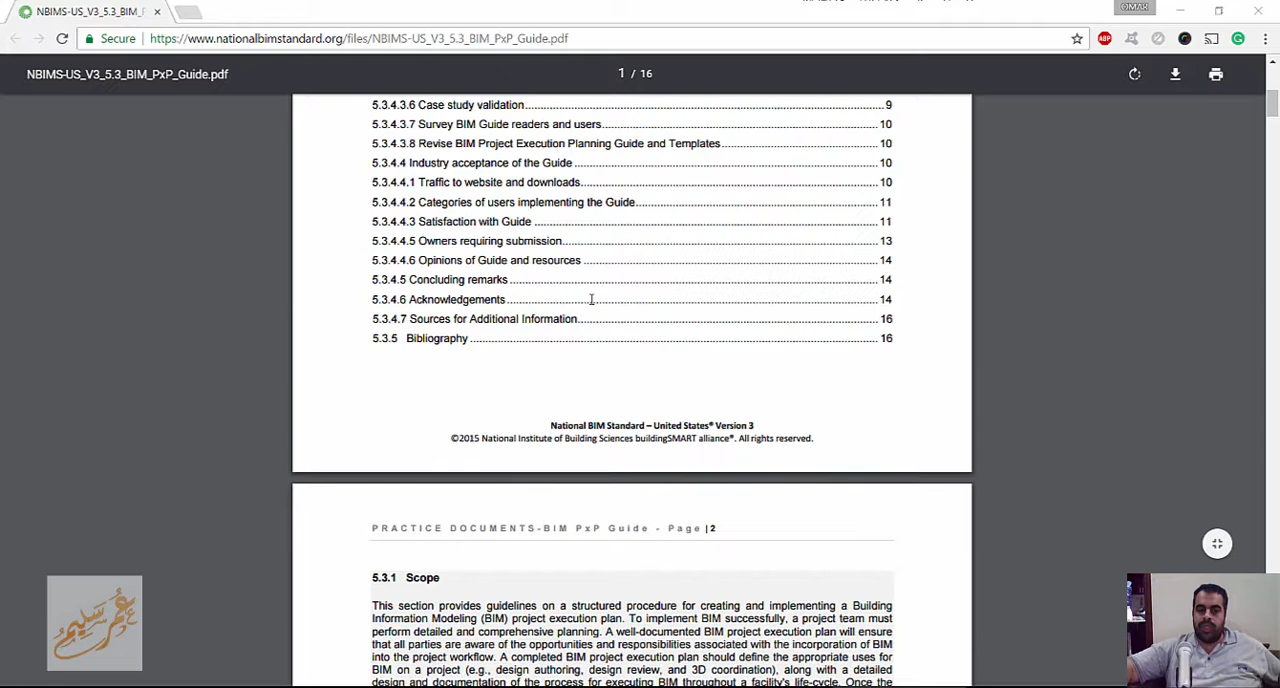 NBIMS-US_V3_5.3_BIM_F
OMAR
Secure
https://www.nationalbimstandard.org/files/NBIMS-US_V3_5.3_BIM_PxP_Guide.pdf
ABP
NBIMS-US_V3_5.3_BIM_PxP_Guide.pdf
1 / 16
5.3.4.3.6 Case study validation 9
5.3.4.3.7 Survey BIM Guide readers and users 10
5.3.4.3.8 Revise BIM Project Execution Planning Guide and Templates 10
5.3.4.4 Industry acceptance of the Guide 10
5.3.4.4.1 Traffic to website and downloads 10
5.3.4.4.2 Categories of users implementing the Guide 11
5.3.4.4.3 Satisfaction with Guide 11
5.3.4.4.5 Owners requiring submission 13
5.3.4.4.6 Opinions of Guide and resources 14
5.3.4.5 Concluding remarks 14
5.3.4.6 Acknowledgements 14
5.3.4.7 Sources for Additional Information 16
5.3.5 Bibliography 16
National BIM Standard – United States® Version 3
©2015 National Institute of Building Sciences buildingSMART alliance®. All rights reserved.
PRACTICE DOCUMENTS-BIM PxP Guide - Page |2
5.3.1 Scope
This section provides guidelines on a structured procedure for creating and implementing a Building
Information Modeling (BIM) project execution plan. To implement BIM successfully, a project team must
perform detailed and comprehensive planning. A well-documented BIM project execution plan will ensure
that all parties are aware of the opportunities and responsibilities associated with the incorporation of BIM
into the project workflow. A completed BIM project execution plan should define the appropriate uses for
BIM on a project (e.g., design authoring, design review, and 3D coordination), along with a detailed
design and documentation of the process for executing BIM throughout a facility's life-cycle. Once the
عمر سليم